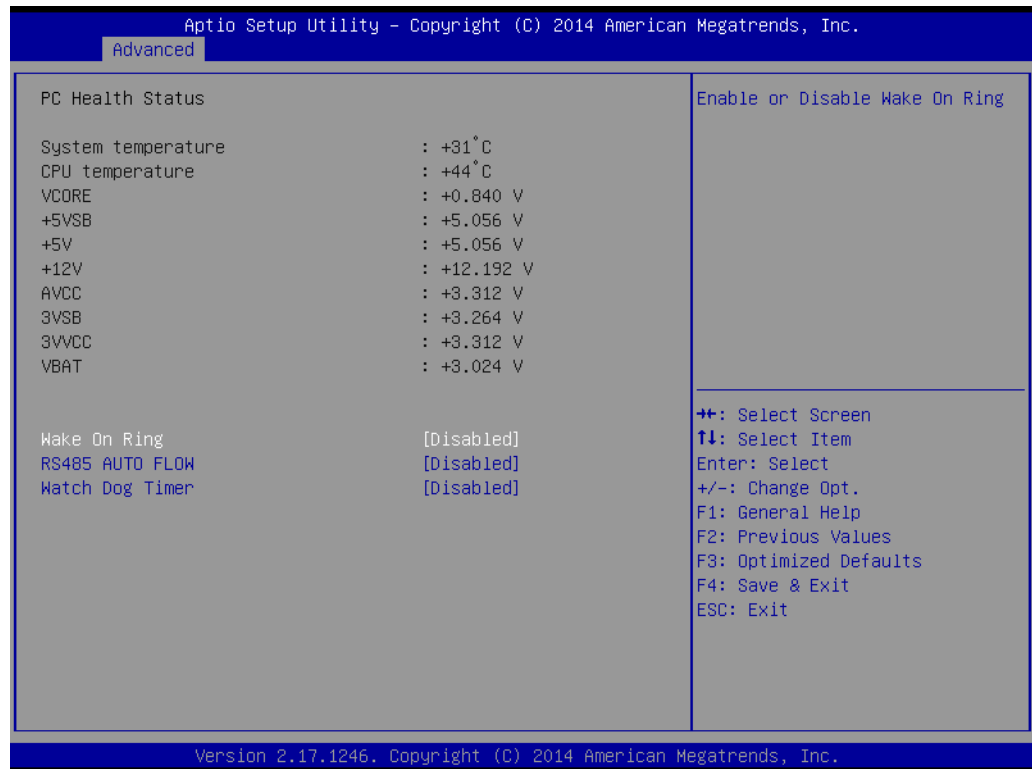 Aptio Setup Utility – Copyright (C) 2014 American Megatrends, Inc.
Advanced
PC Health Status
System temperature : +31°C
CPU temperature : +44°C
VCORE : +0.840 V
+5VSB : +5.056 V
+5V : +5.056 V
+12V : +12.192 V
AVCC : +3.312 V
3VSB : +3.264 V
3VVCC : +3.312 V
VBAT : +3.024 V
Wake On Ring [Disabled]
RS485 AUTO FLOW [Disabled]
Watch Dog Timer [Disabled]
Enable or Disable Wake On Ring
→←: Select Screen
↑↓: Select Item
Enter: Select
+/-: Change Opt.
F1: General Help
F2: Previous Values
F3: Optimized Defaults
F4: Save & Exit
ESC: Exit
Version 2.17.1246. Copyright (C) 2014 American Megatrends, Inc.